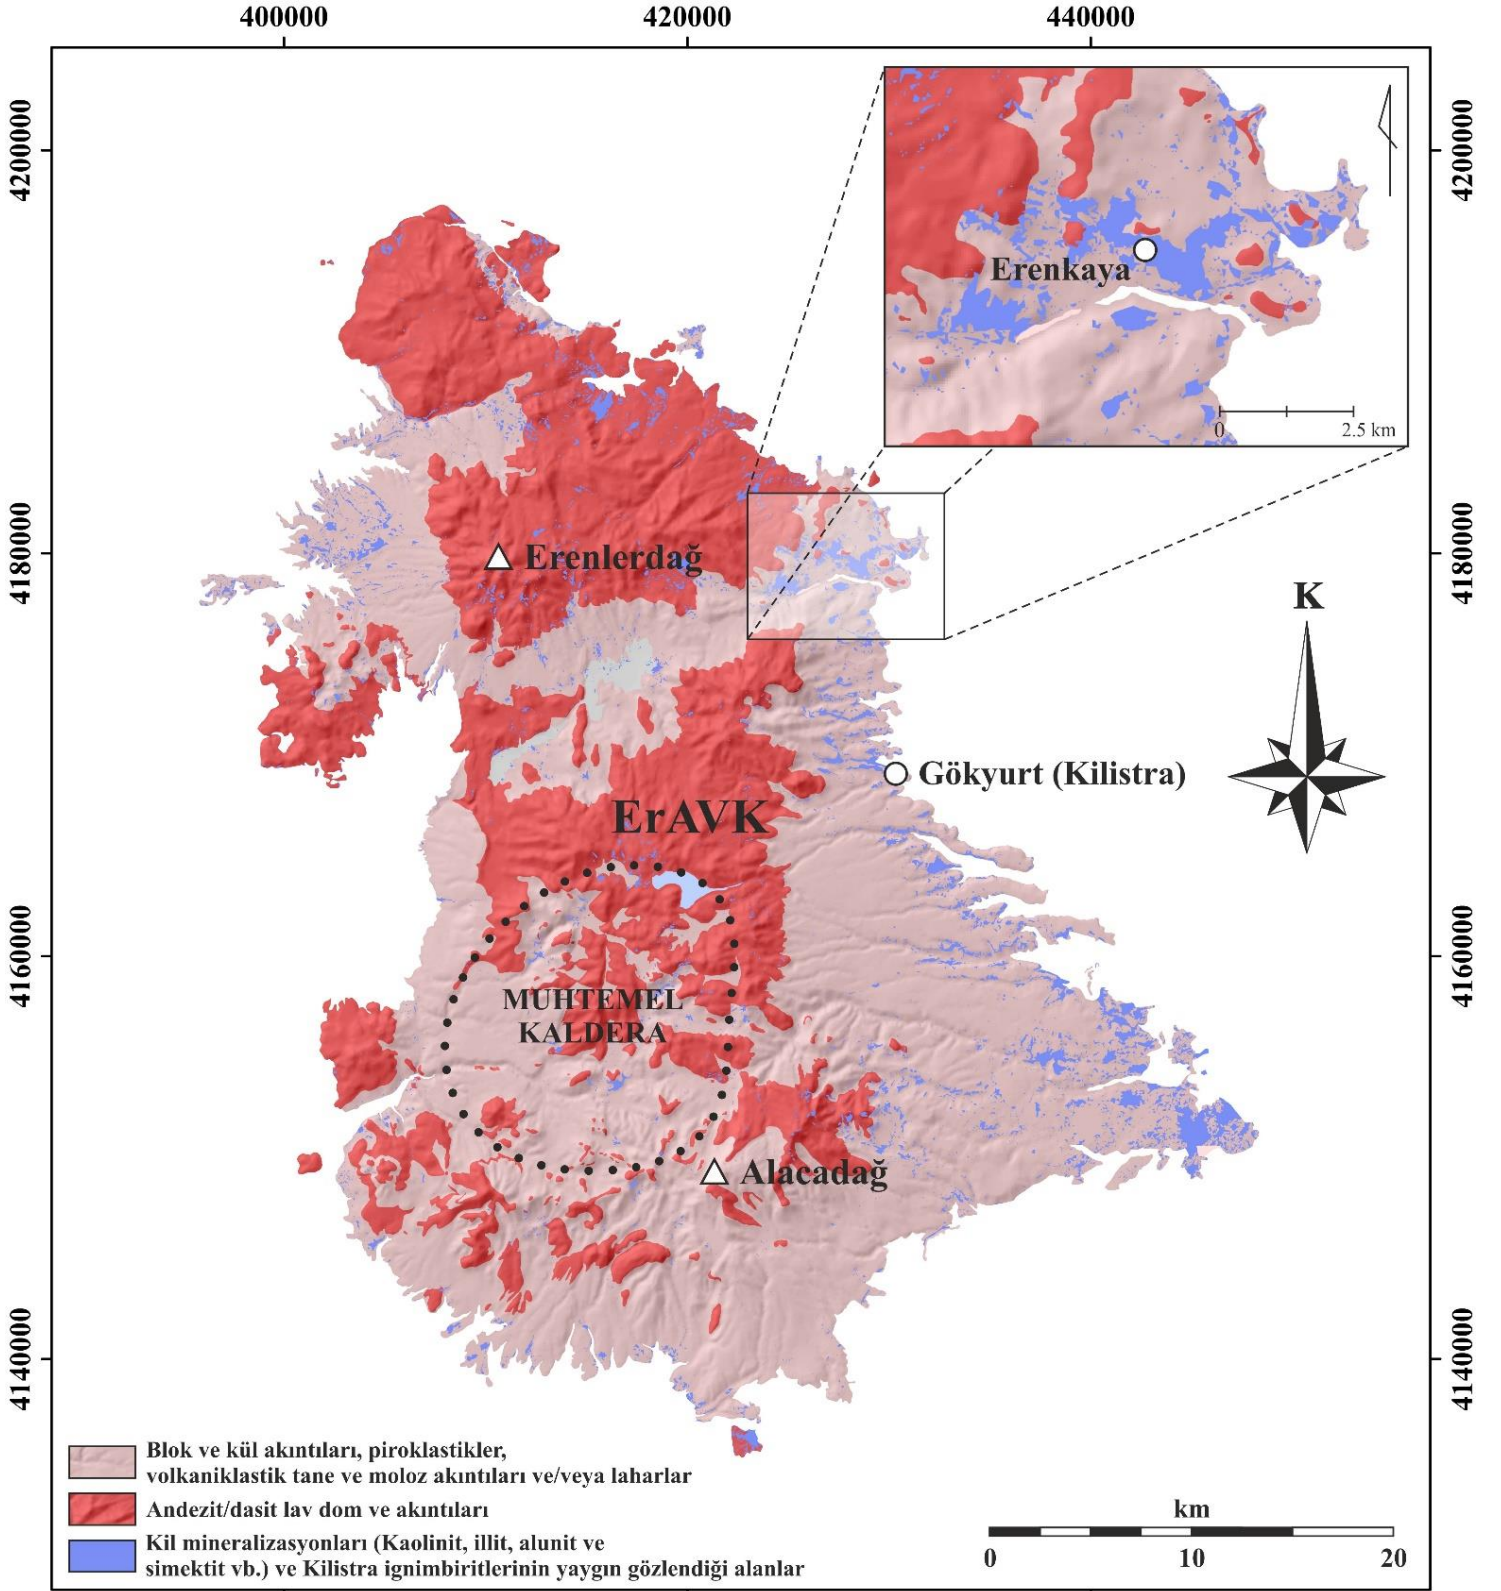 400000
420000
440000
4200000
4200000
Erenkaya
0
2.5 km
4180000
4180000
Erenlerdağ
K
Gökyurt (Kilistra)
ErAVK
4160000
4160000
MUHTEMEL
KALDERA
Alacadağ
4140000
4140000
Blok ve kül akıntıları, piroklastikler,
volkaniklastik tane ve moloz akıntıları ve/veya laharlar
Andezit/dasit lav dom ve akıntıları
Kil mineralizasyonları (Kaolinit, illit, alunit ve
simektit vb.) ve Kilistra ignimbiritlerinin yaygın gözlendiği alanlar
km
0
10
20